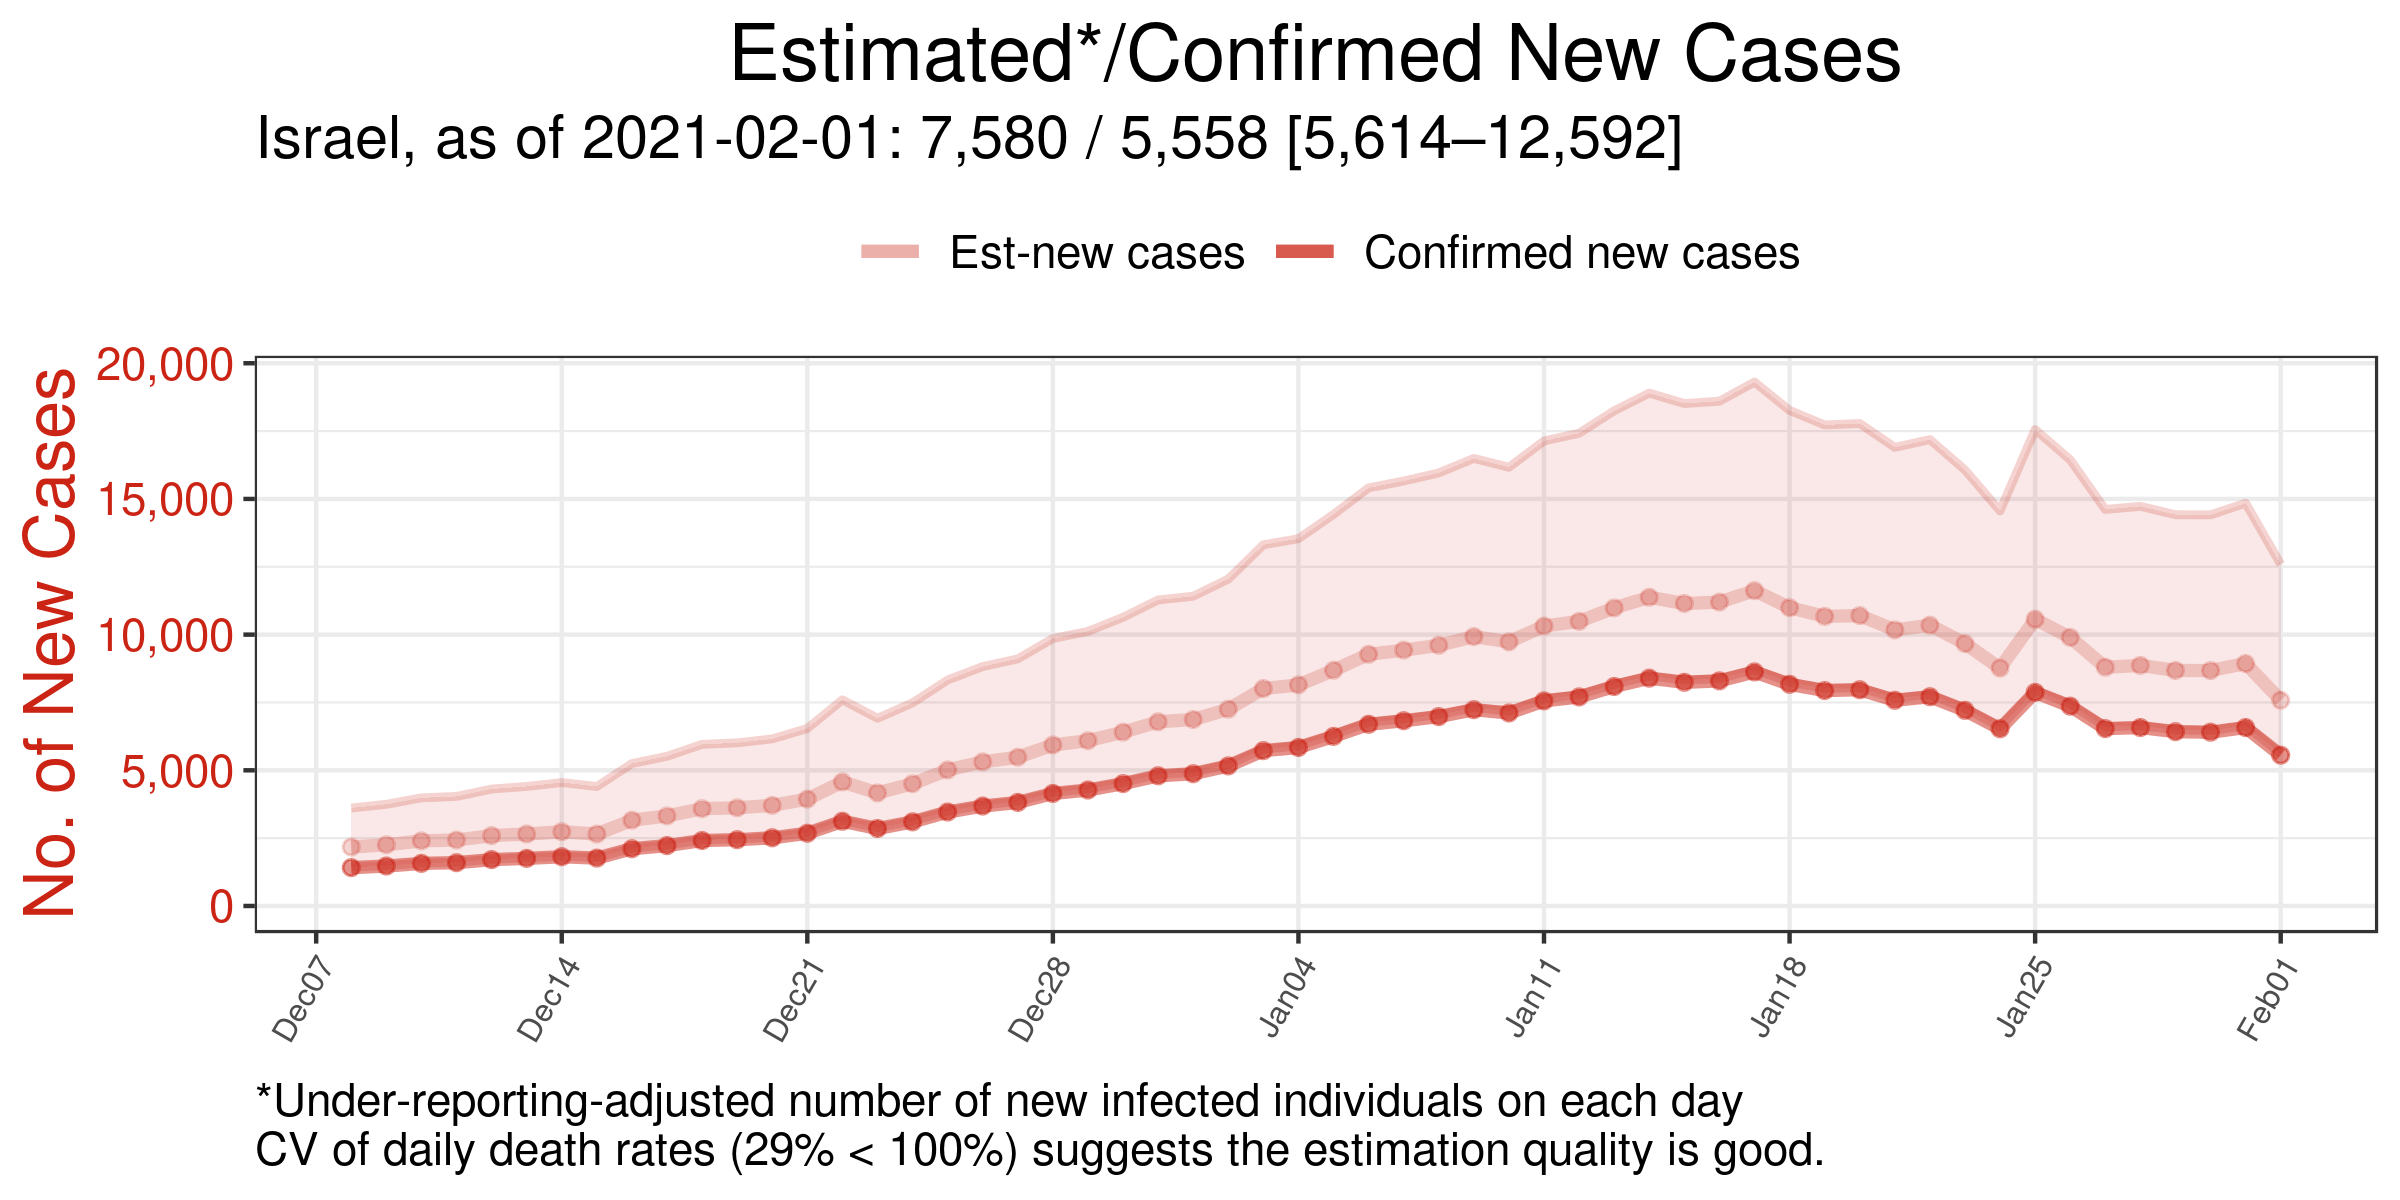 Estimated*/Confirmed New Cases
Israel, as of 2021-02-01: 7,580 / 5,558 [5,614–12,592]
Est-new cases Confirmed new cases
No. of New Cases
20,000
15,000
10,000
5,000
0
Dec07 Dec14 Dec21 Dec28 Jan04 Jan11 Jan18 Jan25 Feb01
*Under-reporting-adjusted number of new infected individuals on each day
CV of daily death rates (29% < 100%) suggests the estimation quality is good.